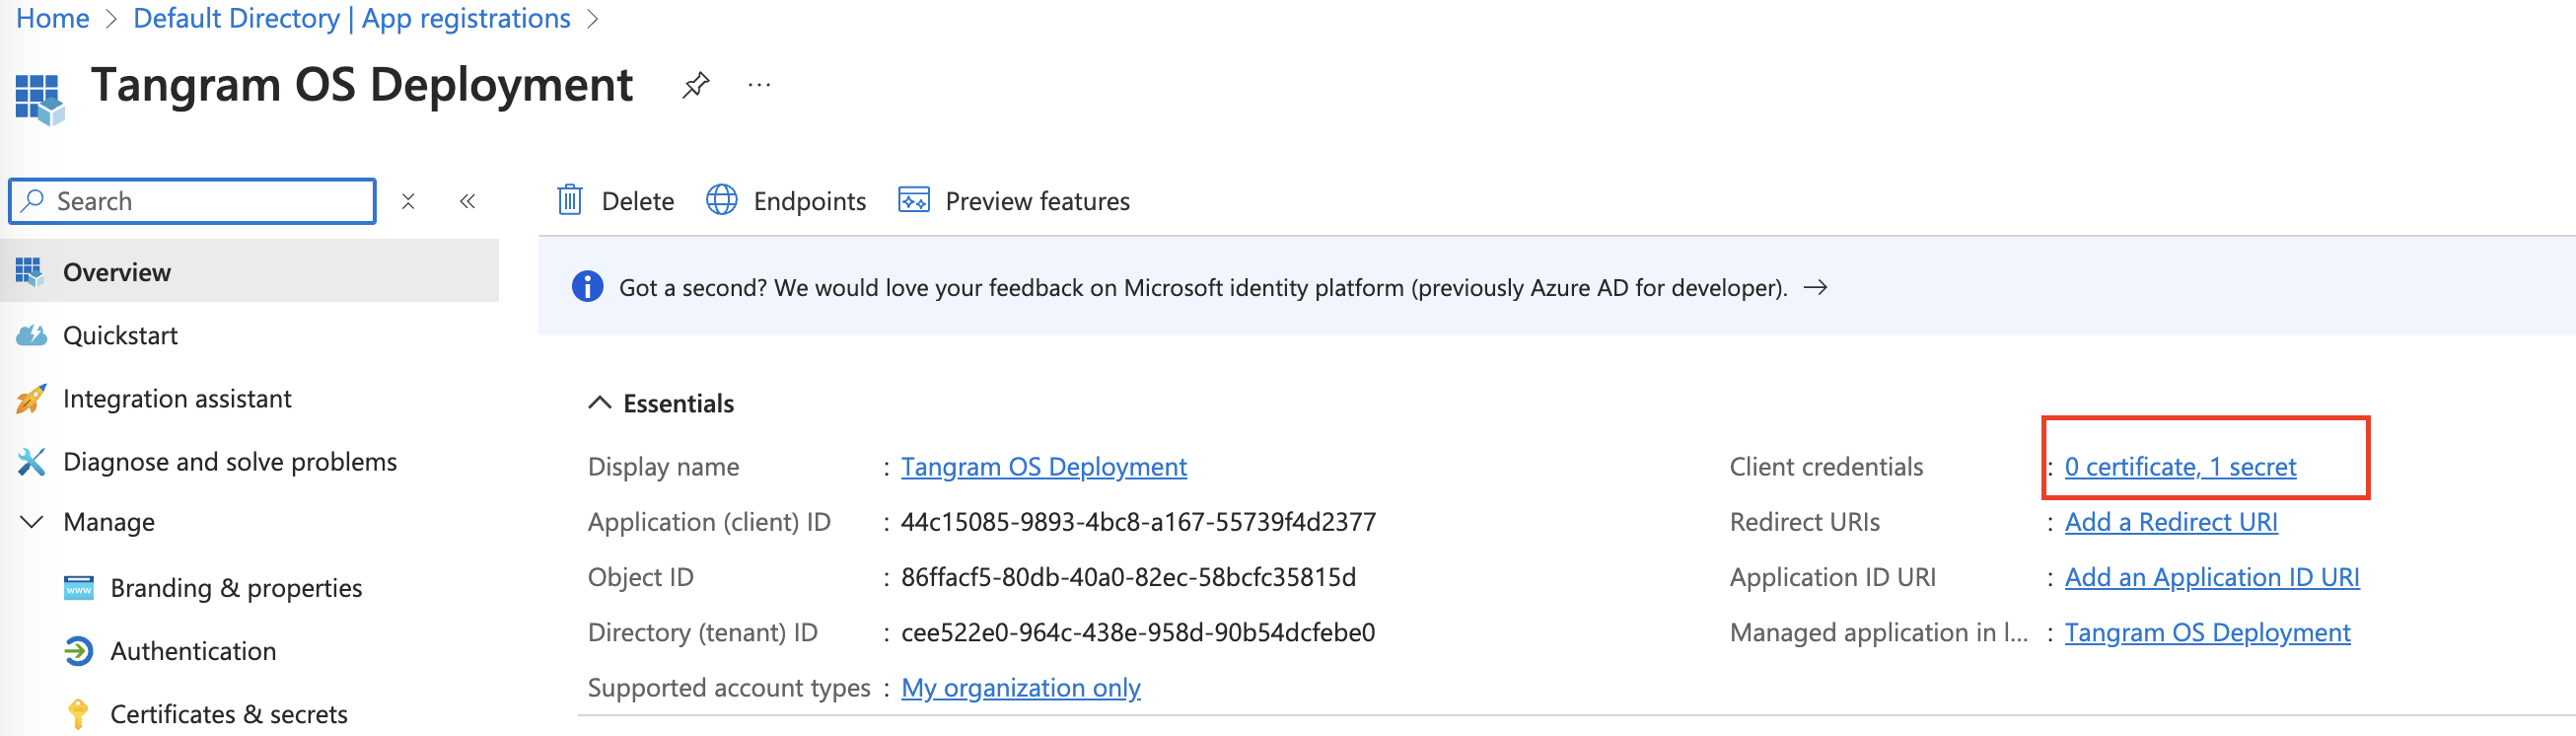 Home > Default Directory | App registrations >
Tangram OS Deployment ...
Search
Delete Endpoints Preview features
Overview
Quickstart
Integration assistant
Diagnose and solve problems
Manage
Branding & properties
www
Authentication
Certificates & secrets
Got a second? We would love your feedback on Microsoft identity platform (previously Azure AD for developer). →
Essentials
Display name : Tangram OS Deployment
Application (client) ID : 44c15085-9893-4bc8-a167-55739f4d2377
Object ID : 86ffacf5-80db-40a0-82ec-58bcfc35815d
Directory (tenant) ID : cee522e0-964c-438e-958d-90b54dcfebe0
Supported account types : My organization only
Client credentials : 0 certificate, 1 secret
Redirect URIs : Add a Redirect URI
Application ID URI : Add an Application ID URI
Managed application in l... : Tangram OS Deployment